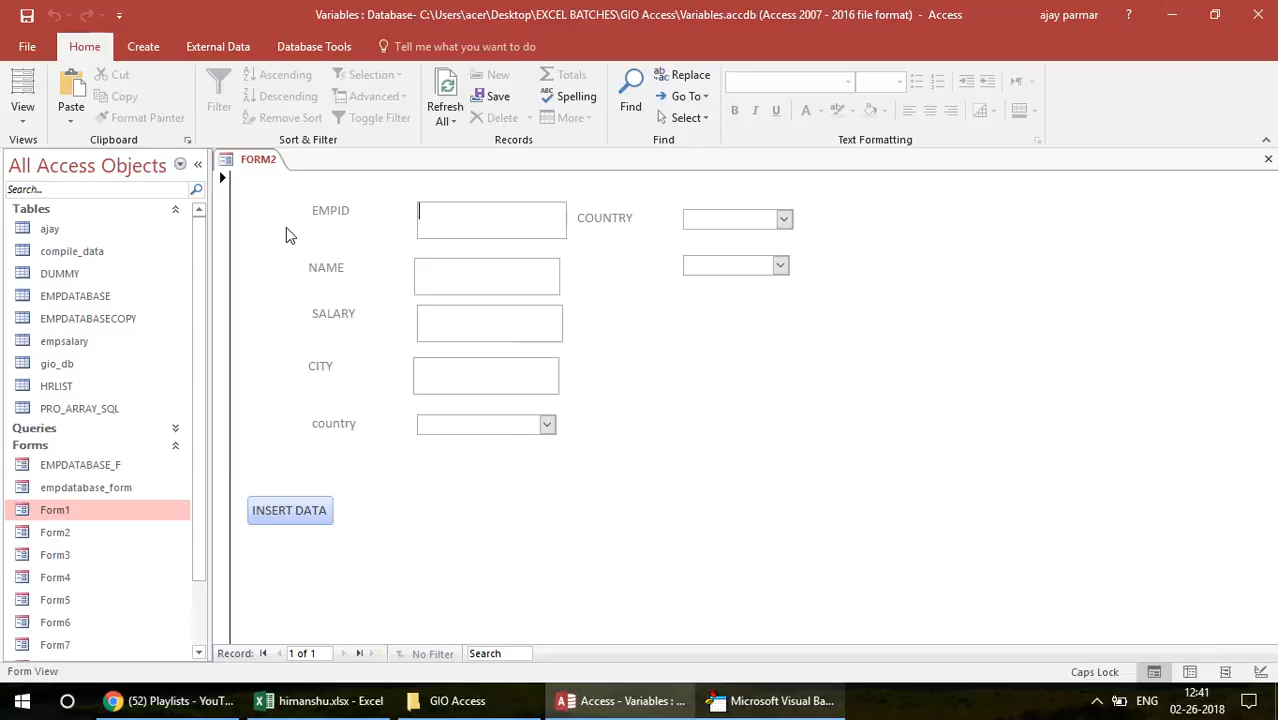 Variables : Database- C:\Users\acer\Desktop\EXCEL BATCHES\GIO Access\Variables.accdb (Access 2007 - 2016 file format) - Access
ajay parmar
?
File Home Create External Data Database Tools Tell me what you want to do
View
Views
Paste
Cut
Copy
Format Painter
Clipboard
Filter
Ascending
Descending
Remove Sort
Selection
Advanced
Toggle Filter
Sort & Filter
Refresh
All
New
Save
Delete
Totals
Spelling
More
Records
Find
Replace
Go To
Select
Find
B I U A
Text Formatting
All Access Objects
Search...
Tables
ajay
compile_data
DUMMY
EMPDATABASE
EMPDATABASECOPY
empsalary
gio_db
HRLIST
PRO_ARRAY_SQL
Queries
Forms
EMPDATABASE_F
empdatabase_form
Form1
Form2
Form3
Form4
Form5
Form6
Form7
FORM2
EMPID
COUNTRY
NAME
SALARY
CITY
country
INSERT DATA
Record: 1 of 1 No Filter Search
Form View
Caps Lock
(52) Playlists - YouT...
himanshu.xlsx - Excel
GIO Access
Access - Variables : ...
Microsoft Visual Ba...
ENG
12:41
02-26-2018